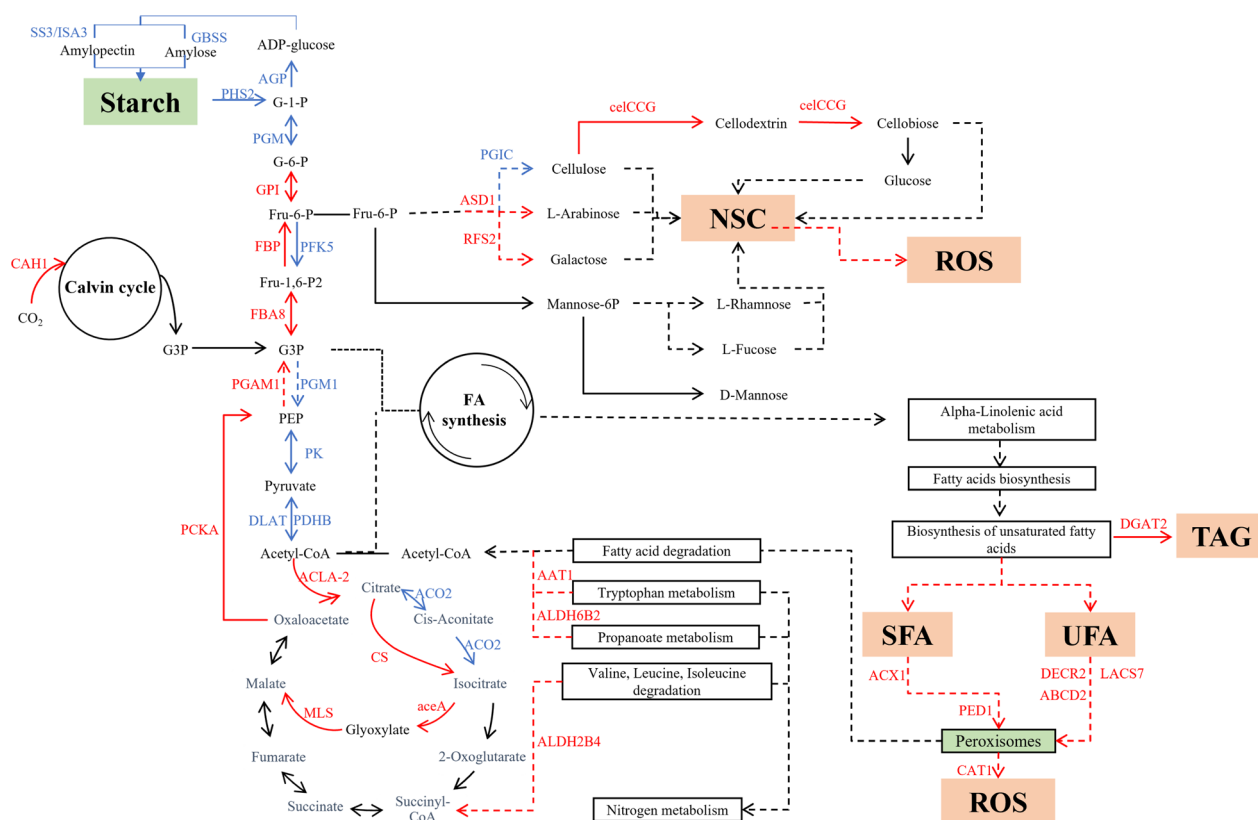 SS3/ISA3
GBSS
ADP-glucose
Amylopectin
Amylose
AGP
Starch
PHS2
G-1-P
celCCG
celCCG
Cellodextrin
Cellobiose
PGM
PGIC
G-6-P
Cellulose
Glucose
GPI
ASD1
Fru-6-P
Fru-6-P
L-Arabinose
NSC
RFS2
FBP
PFK5
Galactose
ROS
CAH1
Calvin cycle
Fru-1,6-P2
Mannose-6P
L-Rhamnose
CO2
FBA8
G3P
G3P
L-Fucose
PGAM1
PGM1
FA
synthesis
D-Mannose
PEP
Alpha-Linolenic acid
metabolism
PK
Fatty acids biosynthesis
Pyruvate
PCKA
DLAT
PDHB
Biosynthesis of unsaturated fatty
acids
DGAT2
TAG
Acetyl-CoA
Acetyl-CoA
Fatty acid degradation
ACLA-2
AAT1
Citrate
ACO2
Tryptophan metabolism
Oxaloacetate
Cis-Aconitate
ALDH6B2
SFA
UFA
Propanoate metabolism
CS
ACO2
ACX1
DECR2
LACS7
Valine, Leucine, Isoleucine
degradation
Malate
Isocitrate
ABCD2
MLS
aceA
PED1
Glyoxylate
ALDH2B4
Peroxisomes
Fumarate
2-Oxoglutarate
CAT1
ROS
Succinate
Succinyl-
CoA
Nitrogen metabolism